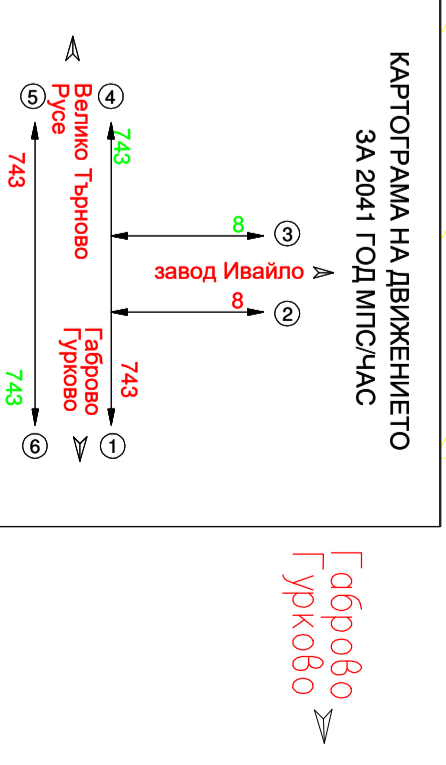 КАРТОГРАМА НА ДВИЖЕНИЕТО
ЗА 2041 ГОД МПС/ЧАС
3
2
8
завод Ивайло
8
4
743
743
1
Велико Търново
Русе
Габрово
Гурково
5
743
743
6
Габрово
Гурково